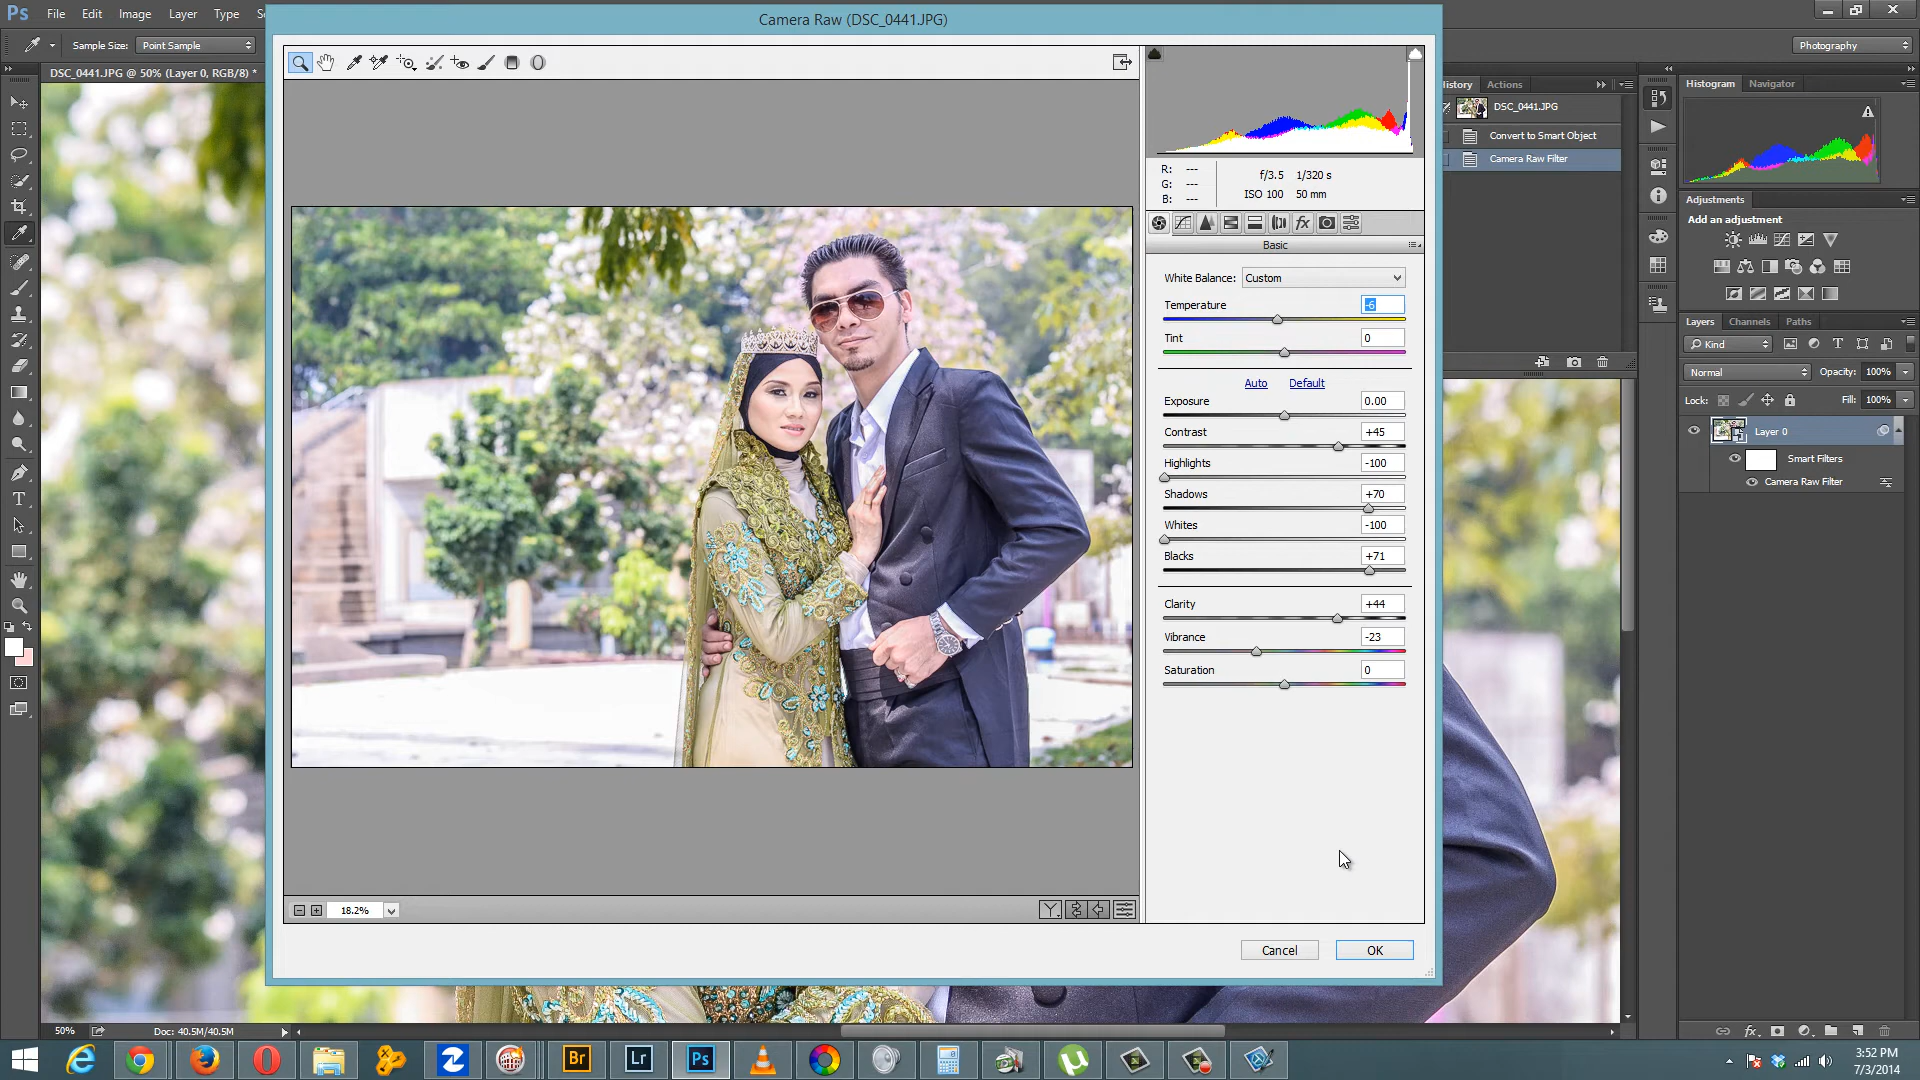 Ps File Edit Image Layer Type
Camera Raw (DSC_0441.JPG)
Sample Size: Point Sample
Photography
DSC_0441.JPG @ 50% (Layer 0, RGB/8) *
History Actions
Histogram Navigator
DSC_0441.JPG
Convert to Smart Object
Camera Raw Filter
R: ---
G: ---
B: ---
f/3.5 1/320 s
ISO 100 50 mm
Basic
White Balance: Custom
Temperature -6
Tint 0
Auto Default
Exposure 0.00
Contrast +45
Highlights -100
Shadows +70
Whites -100
Blacks +71
Clarity +44
Vibrance -23
Saturation 0
Adjustments
Add an adjustment
Layers Channels Paths
Kind
Normal Opacity: 100%
Lock: Fill: 100%
Layer 0
Smart Filters
Camera Raw Filter
18.2%
Cancel OK
50% Doc: 40.5M/40.5M
Br Lr Ps
3:52 PM
7/3/2014